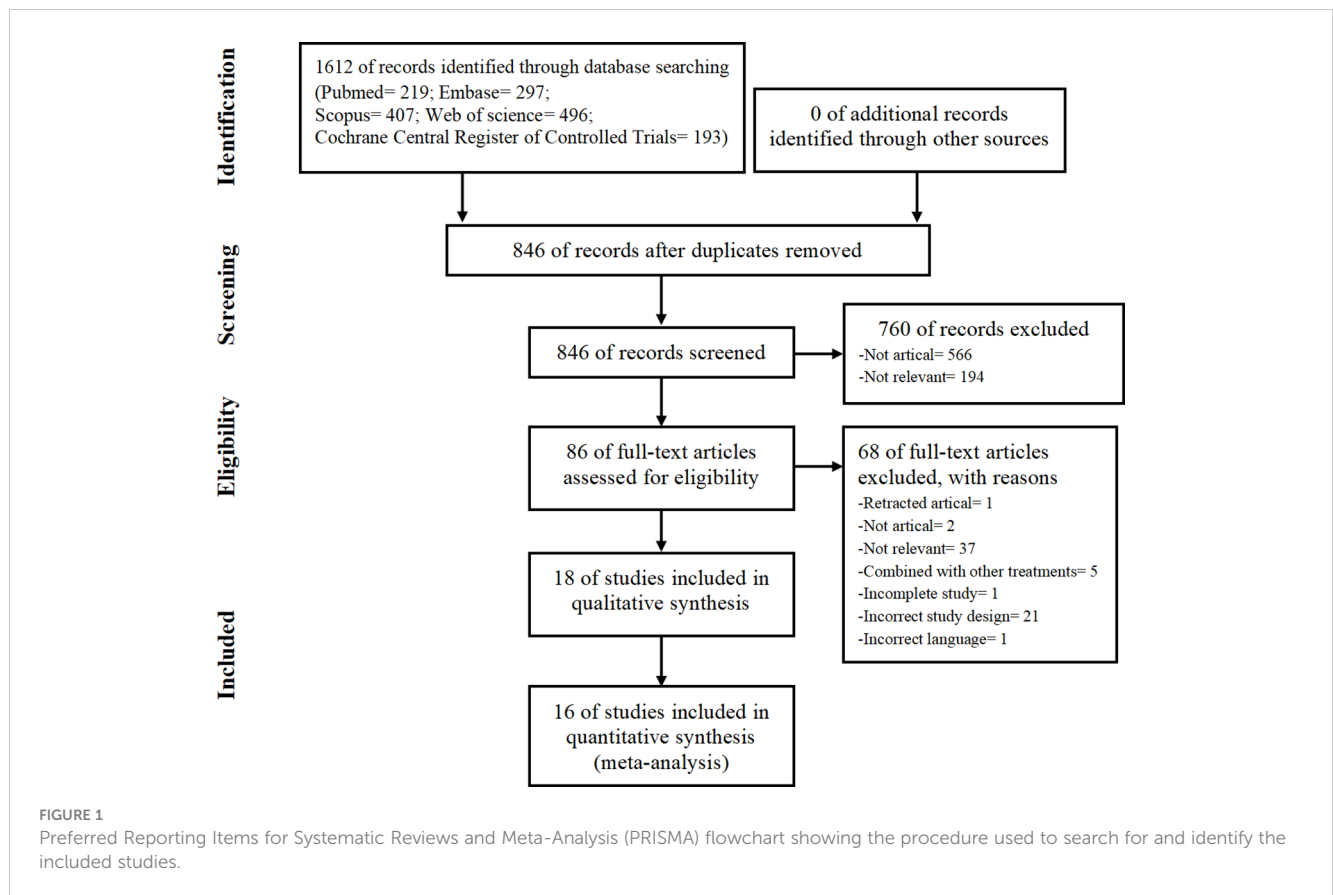 Identification
1612 of records identified through database searching
(Pubmed= 219; Embase= 297;
Scopus= 407; Web of science= 496;
Cochrane Central Register of Controlled Trials= 193)
0 of additional records
identified through other sources
Screening
846 of records after duplicates removed
846 of records screened
760 of records excluded
-Not artical= 566
-Not relevant= 194
Eligibility
86 of full-text articles
assessed for eligibility
68 of full-text articles
excluded, with reasons
-Retracted artical= 1
-Not artical= 2
-Not relevant= 37
-Combined with other treatments= 5
-Incomplete study= 1
-Incorrect study design= 21
-Incorrect language= 1
Included
18 of studies included in
qualitative synthesis
16 of studies included in
quantitative synthesis
(meta-analysis)
FIGURE 1
Preferred Reporting Items for Systematic Reviews and Meta-Analysis (PRISMA) flowchart showing the procedure used to search for and identify the
included studies.